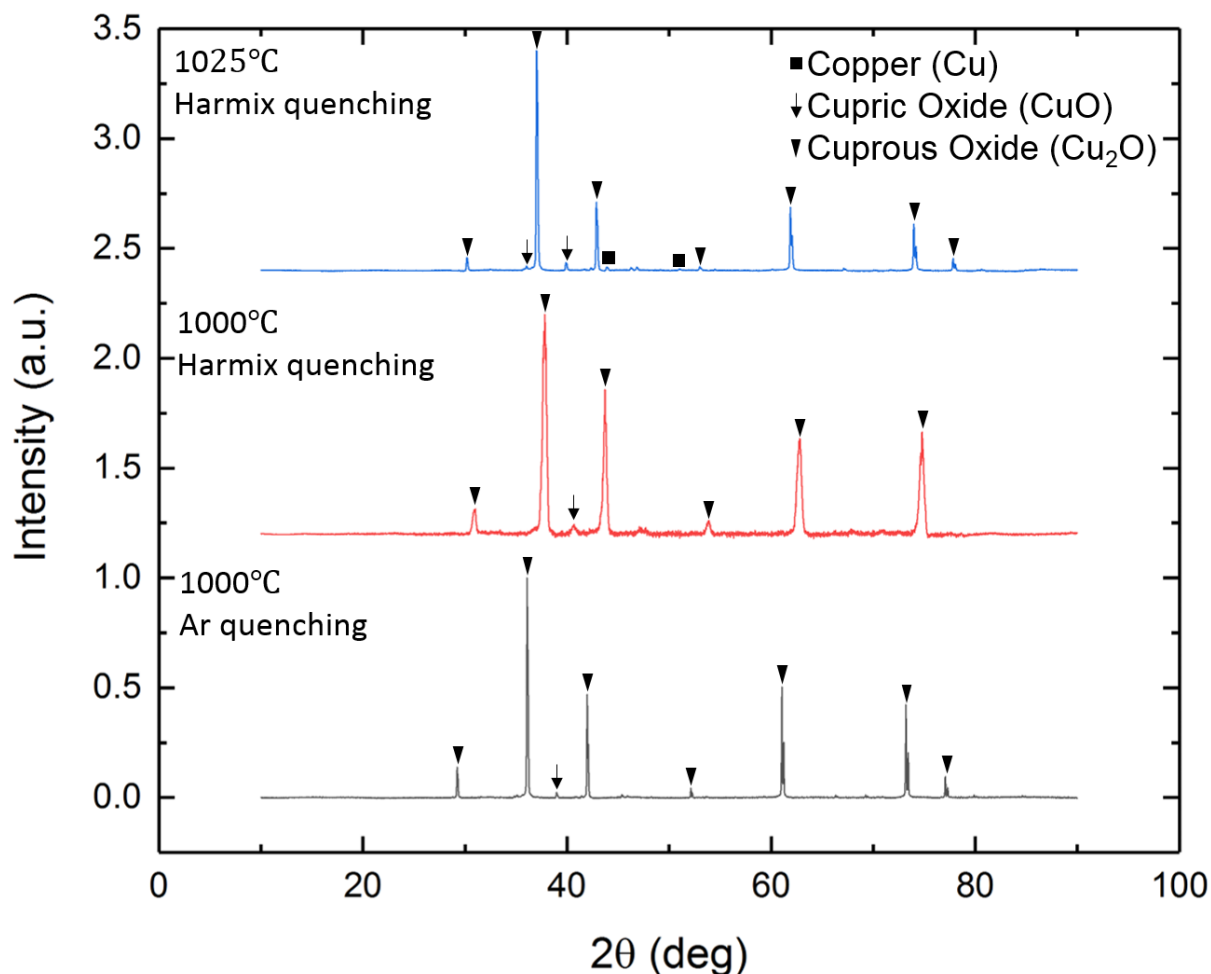 3.5
3.0
2.5
2.0
1.5
1.0
0.5
0.0
Intensity (a.u.)
1025℃
Harmix quenching
Copper (Cu)
Cupric Oxide (CuO)
Cuprous Oxide (Cu₂O)
1000℃
Harmix quenching
1000℃
Ar quenching
0 20 40 60 80 100
2θ (deg)